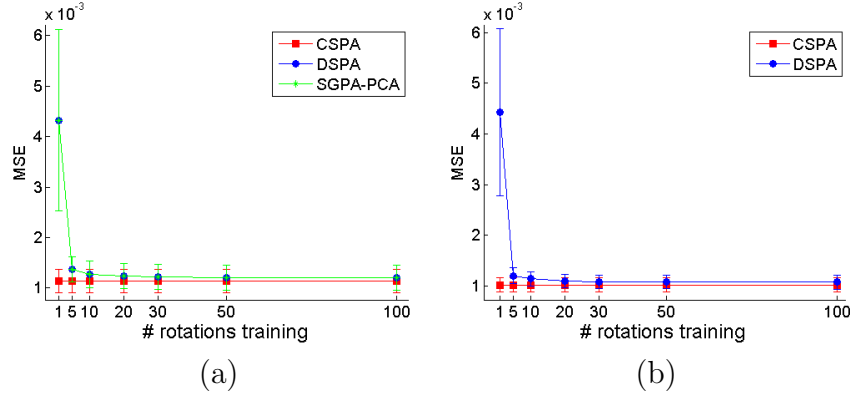 x 10^-3
6
5
4
3
2
1
MSE
CSPA
DSPA
SGPA-PCA
1 5 10 20 30 50 100
# rotations training
(a)
x 10^-3
6
5
4
3
2
1
MSE
CSPA
DSPA
1 5 10 20 30 50 100
# rotations training
(b)